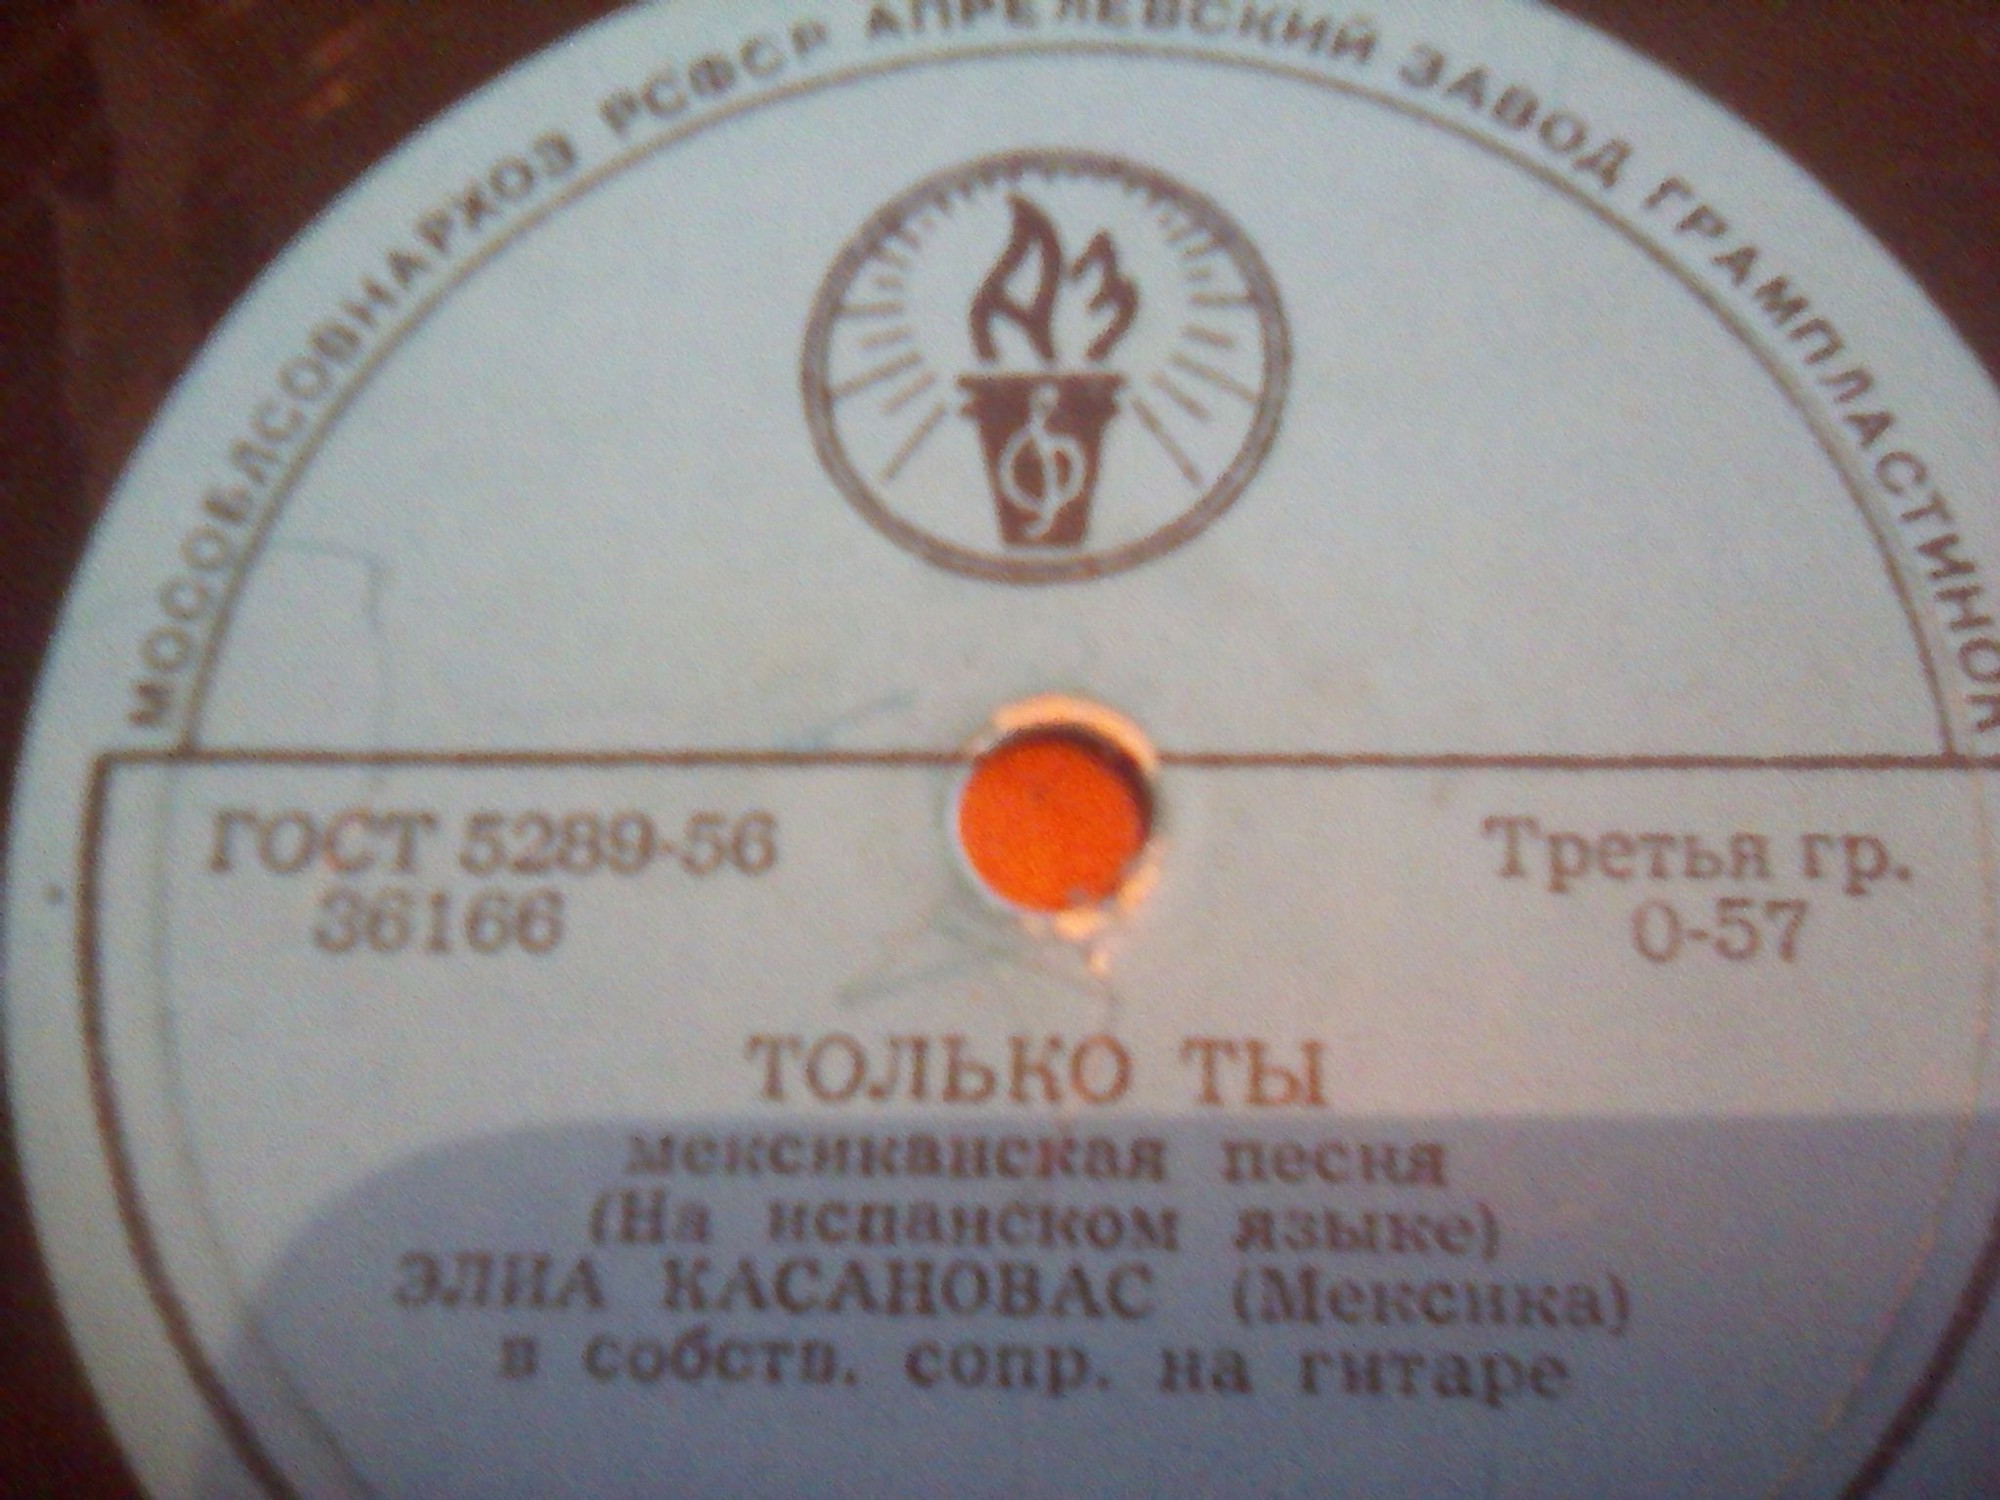 МОСОБЛСОВНАРХОЗ РСФСР АПРЕЛЕВСКИЙ ЗАВОД ГРАМПЛАСТИНОК
АЗ
ГОСТ 5289-56
36166
Третья гр.
0-57
ТОЛЬКО ТЫ
мексиканская песня
(На испанском языке)
ЭЛИА КАСАНОВАС (Мексика)
в собств. сопр. на гитаре